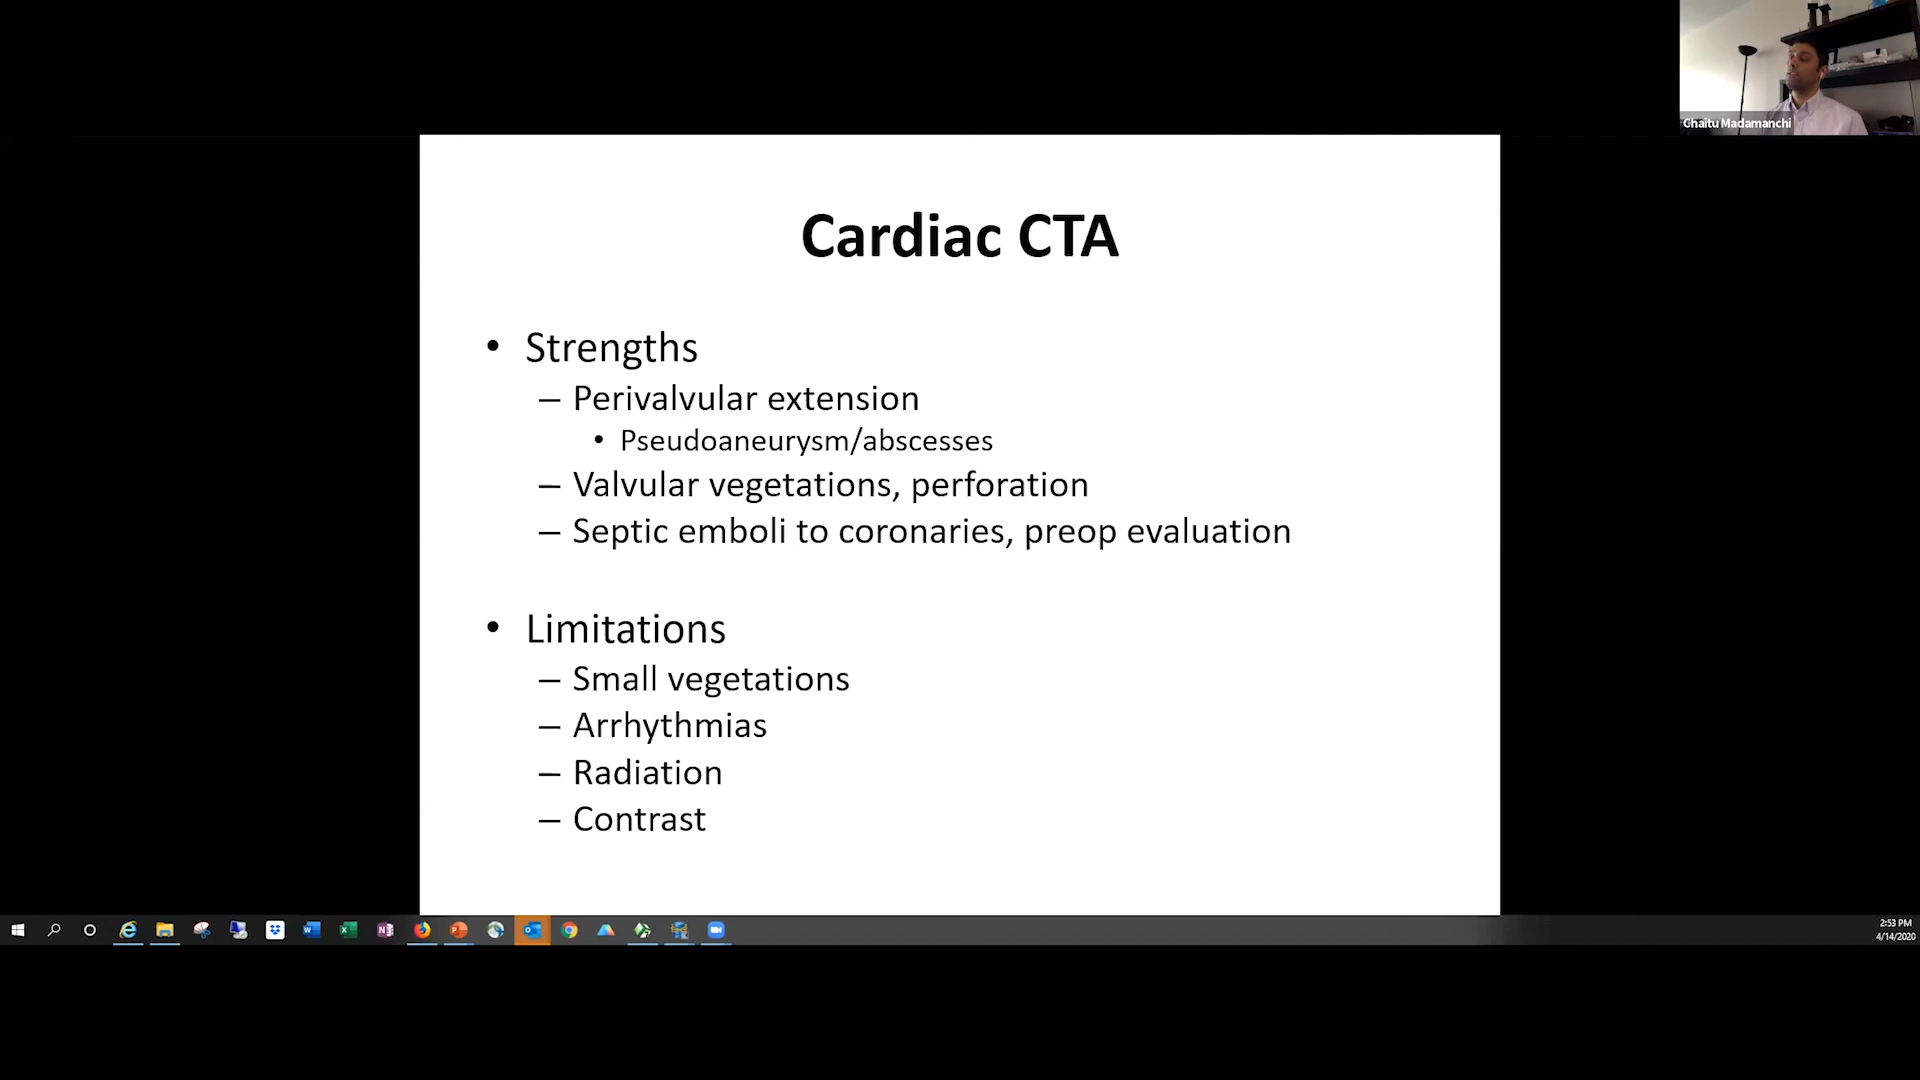 Chaitu Madamanchi
Cardiac CTA
• Strengths
– Perivalvular extension
• Pseudoaneurysm/abscesses
– Valvular vegetations, perforation
– Septic emboli to coronaries, preop evaluation
• Limitations
– Small vegetations
– Arrhythmias
– Radiation
– Contrast
2:53 PM
4/14/2020